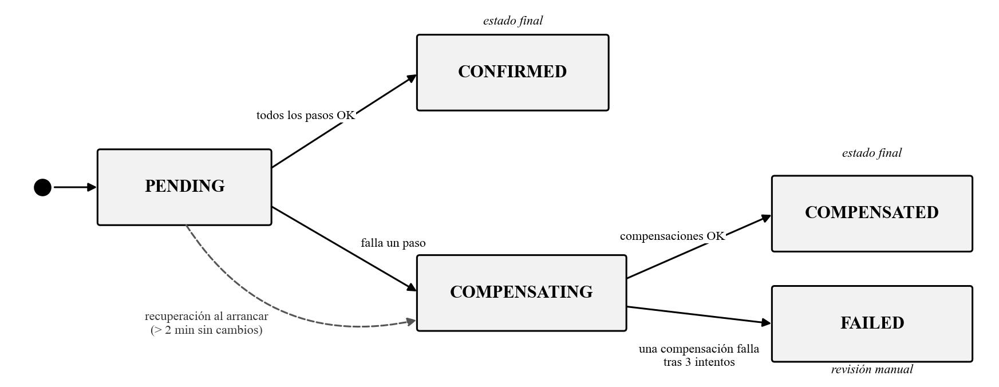 estado final
CONFIRMED
todos los pasos OK
PENDING
estado final
COMPENSATED
compensaciones OK
falla un paso
COMPENSATING
recuperación al arrancar
(> 2 min sin cambios)
FAILED
una compensación falla
tras 3 intentos
revisión manual